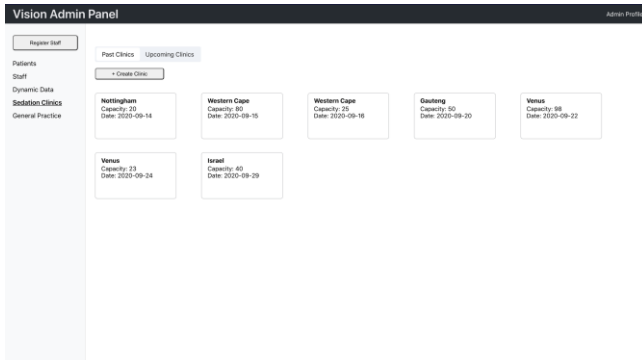 Vision Admin Panel
Admin Profile
Register Staff
Patients
Staff
Dynamic Data
Sedation Clinics
General Practice
Past Clinics
Upcoming Clinics
+ Create Clinic
Nottingham
Capacity: 20
Date: 2020-09-14
Western Cape
Capacity: 80
Date: 2020-09-15
Western Cape
Capacity: 25
Date: 2020-09-16
Gauteng
Capacity: 50
Date: 2020-09-20
Venus
Capacity: 98
Date: 2020-09-22
Venus
Capacity: 23
Date: 2020-09-24
Israel
Capacity: 40
Date: 2020-09-29